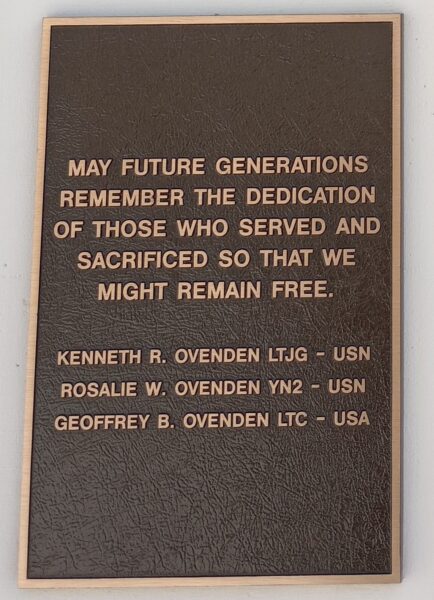 MAY FUTURE GENERATIONS
REMEMBER THE DEDICATION
OF THOSE WHO SERVED AND
SACRIFICED SO THAT WE
MIGHT REMAIN FREE.
KENNETH R. OVENDEN LTJG - USN
ROSALIE W. OVENDEN YN2 - USN
GEOFFREY B. OVENDEN LTC - USA